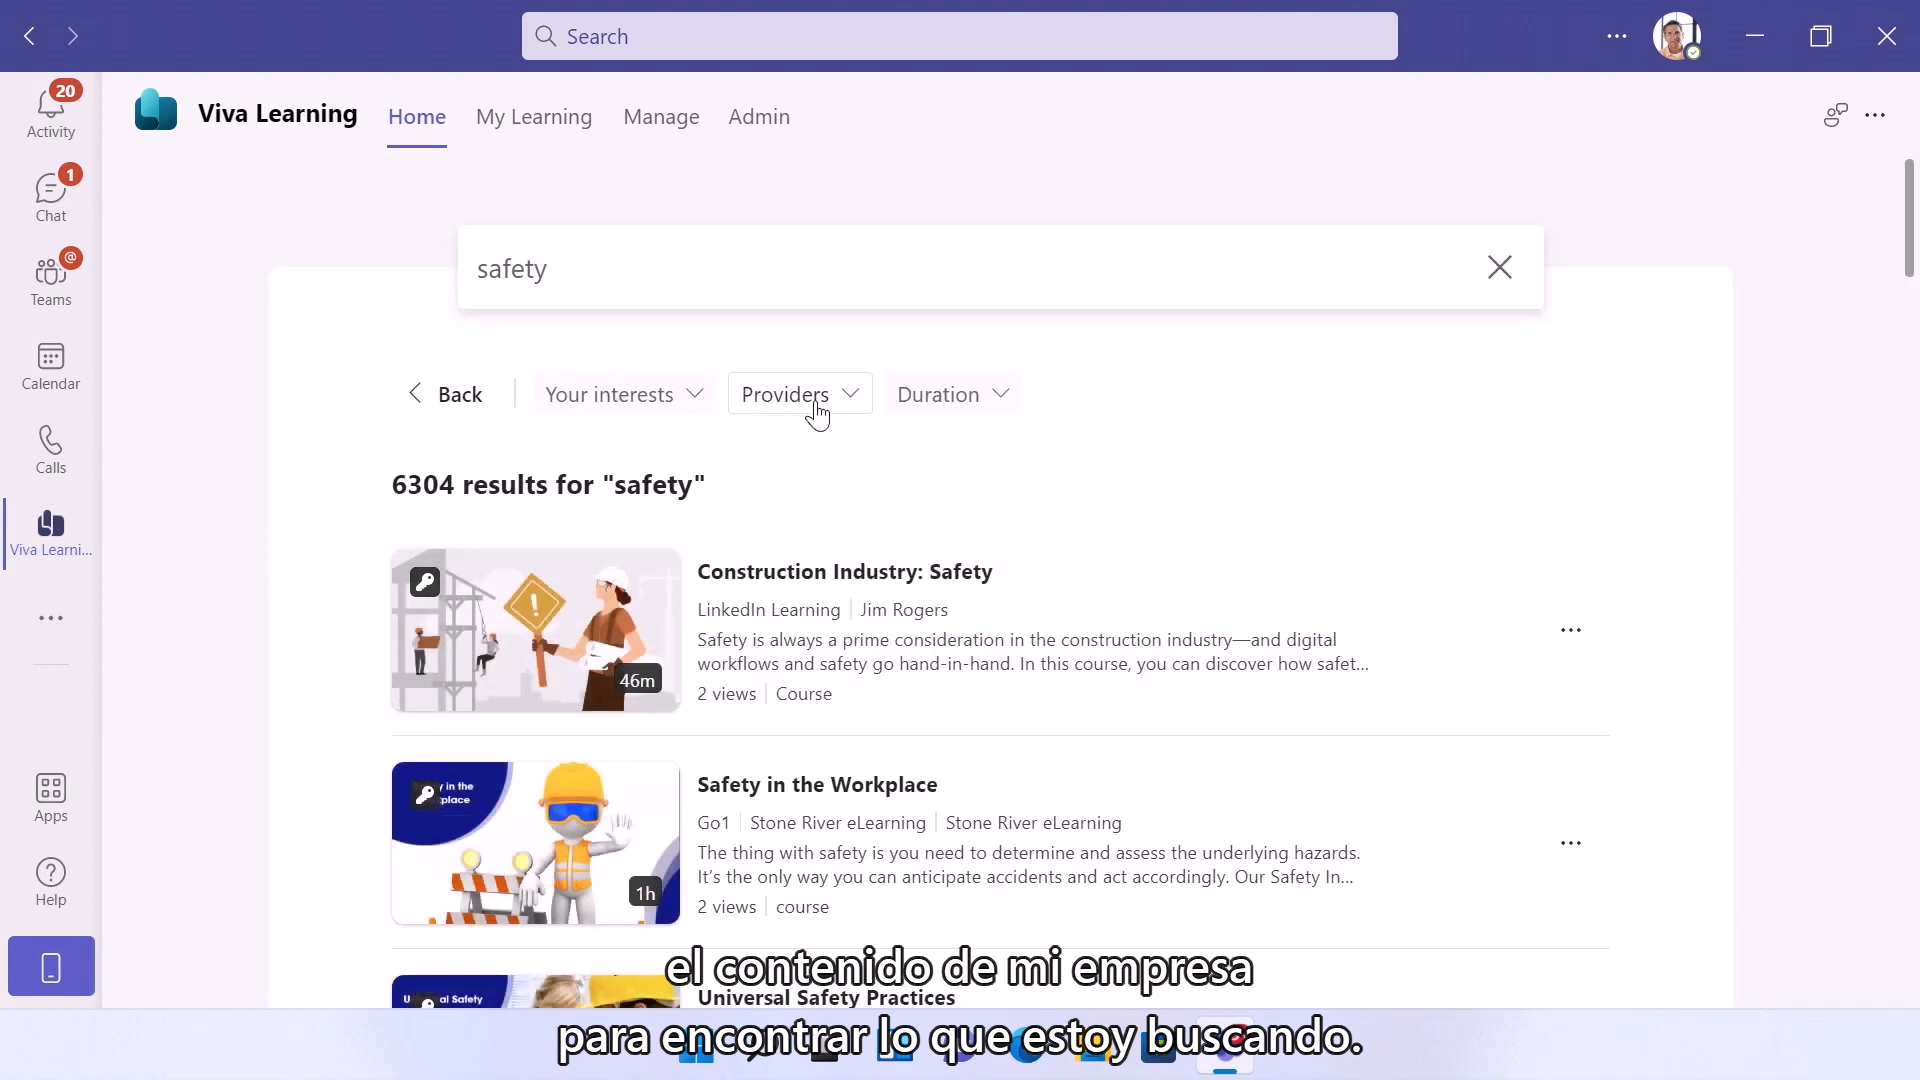 Search
20
Activity
1
Chat
@
Teams
Calendar
Calls
Viva Learni...
Apps
Help
Viva Learning
Home
My Learning
Manage
Admin
safety
Back
Your interests
Providers
Duration
6304 results for "safety"
46m
Construction Industry: Safety
LinkedIn Learning | Jim Rogers
Safety is always a prime consideration in the construction industry—and digital
workflows and safety go hand-in-hand. In this course, you can discover how safet...
2 views | Course
y in the
place
1h
Safety in the Workplace
Go1 | Stone River eLearning | Stone River eLearning
The thing with safety is you need to determine and assess the underlying hazards.
It's the only way you can anticipate accidents and act accordingly. Our Safety In...
2 views | course
al Safety
Universal Safety Practices
el contenido de mi empresa
para encontrar lo que estoy buscando.